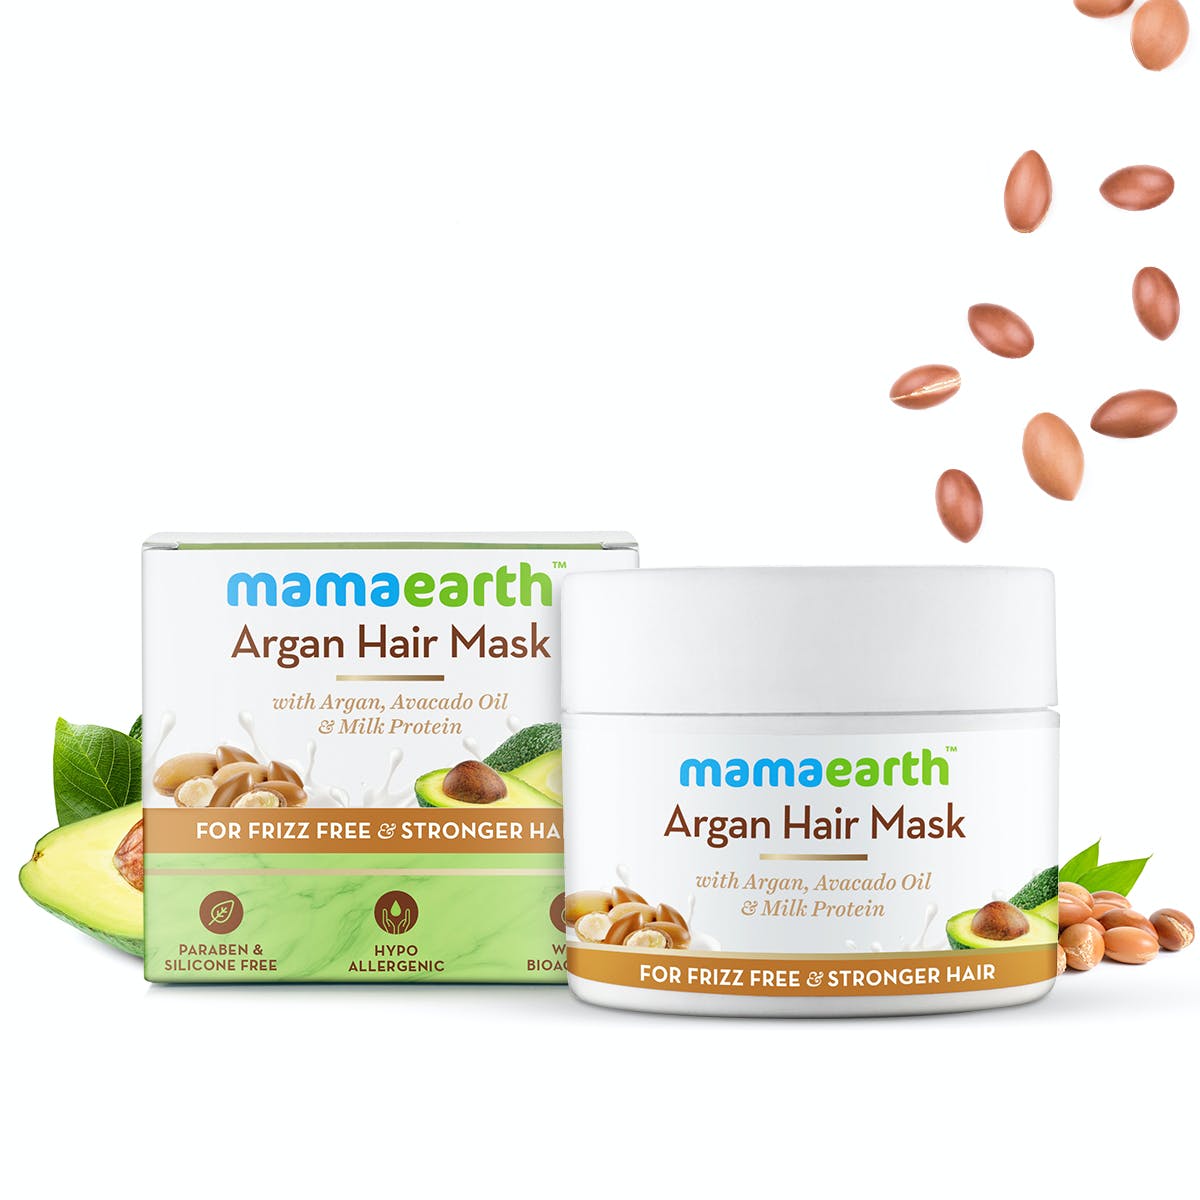 mamaearth™
Argan Hair Mask
with Argan, Avacado Oil
& Milk Protein
FOR FRIZZ FREE & STRONGER
PARABEN &
SILICONE FREE
HYPO
ALLERGENIC
mamaearth™
Argan Hair Mask
with Argan, Avacado Oil
& Milk Protein
FOR FRIZZ FREE & STRONGER HAIR